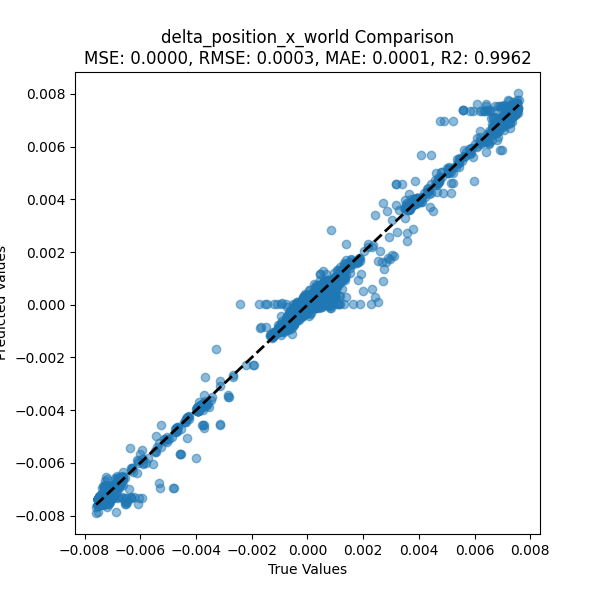 delta_position_x_world Comparison
MSE: 0.0000, RMSE: 0.0003, MAE: 0.0001, R2: 0.9962
0.008
0.006
0.004
0.002
0.000
−0.002
−0.004
−0.006
−0.008
Predicted Values
−0.008 −0.006 −0.004 −0.002 0.000 0.002 0.004 0.006 0.008
True Values